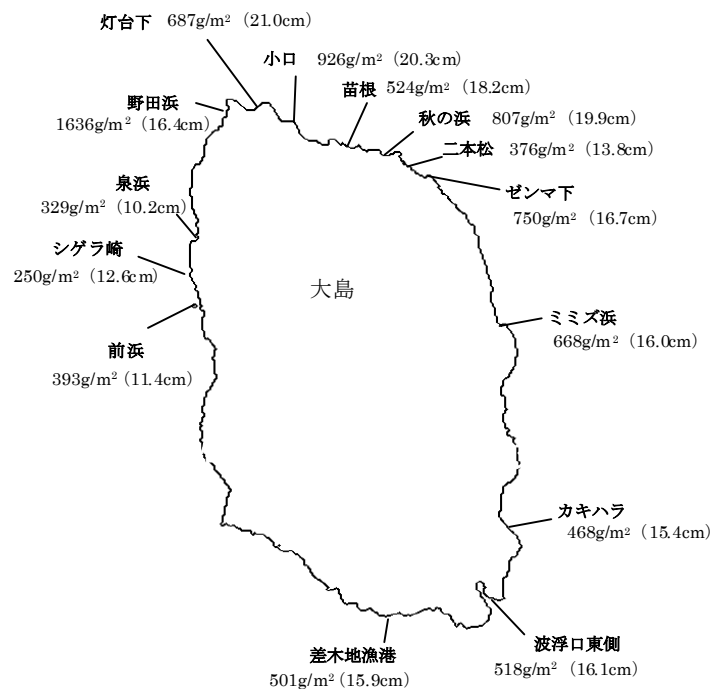 灯台下 687g/m² (21.0cm)
小口 926g/m² (20.3cm)
苗根 524g/m² (18.2cm)
野田浜
1636g/m² (16.4cm)
秋の浜 807g/m² (19.9cm)
二本松 376g/m² (13.8cm)
泉浜
329g/m² (10.2cm)
ゼンマ下
750g/m² (16.7cm)
シゲラ崎
250g/m² (12.6cm)
大島
ミミズ浜
668g/m² (16.0cm)
前浜
393g/m² (11.4cm)
カキハラ
468g/m² (15.4cm)
波浮口東側
518g/m² (16.1cm)
差木地漁港
501g/m² (15.9cm)